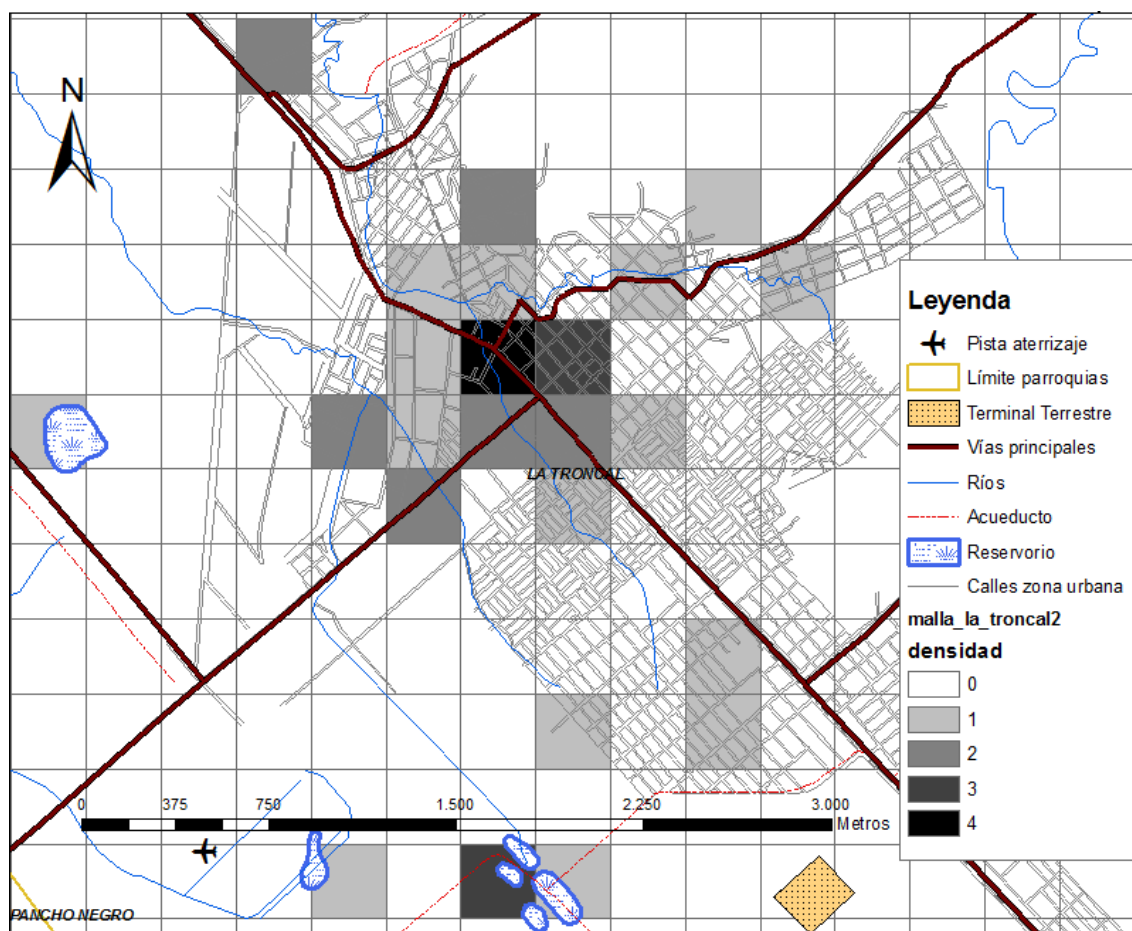 N
LA TRONCAL
Leyenda
Pista aterrizaje
Límite parroquias
Terminal Terrestre
Vías principales
Ríos
Acueducto
Reservorio
Calles zona urbana
malla_la_troncal2
densidad
0
1
2
3
4
0 375 750 1.500 2.250 3.000
Metros
PANCHO NEGRO